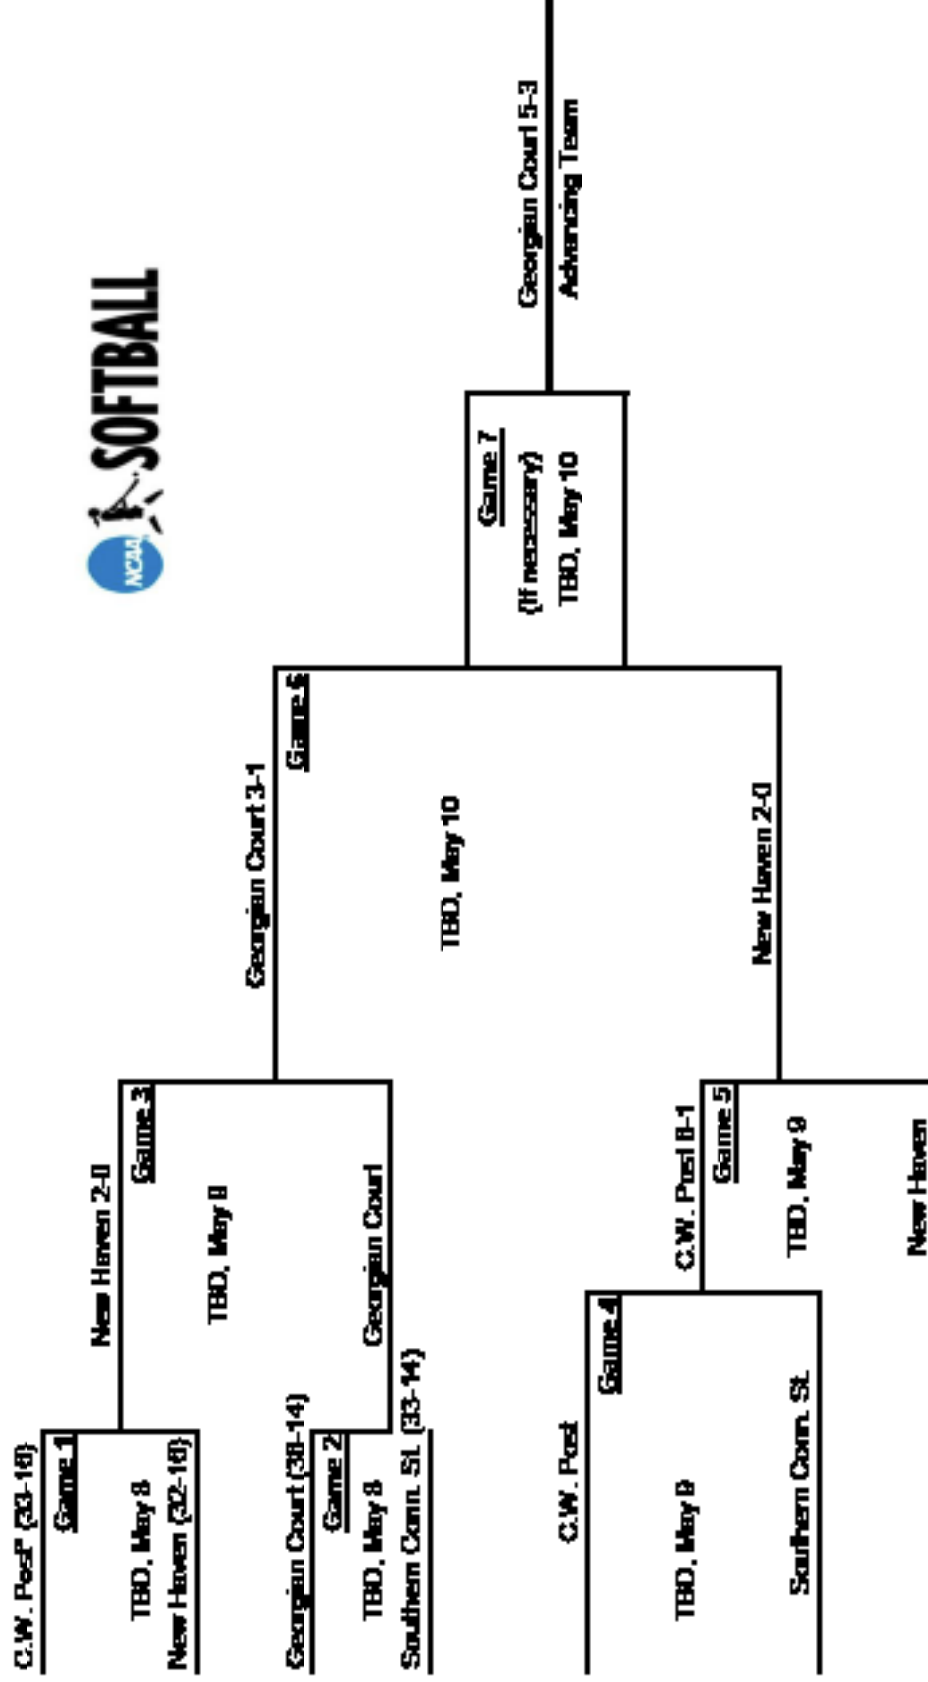 NCAA SOFTBALL
C.W. Post* (33-16)
Game 1
TBD, May 8
New Haven (32-16)
Georgian Court (38-14)
Game 2
TBD, May 8
Southern Conn. St. (33-14)
New Haven 2-0
Game 3
TBD, May 8
Georgian Court
C.W. Post
Game 4
TBD, May 9
Southern Conn. St.
C.W. Post 8-1
Game 5
TBD, May 9
New Haven
Georgian Court 3-1
Game 6
TBD, May 10
New Haven 2-0
Game 7
(If necessary)
TBD, May 10
Georgian Court 5-3
Advancing Team